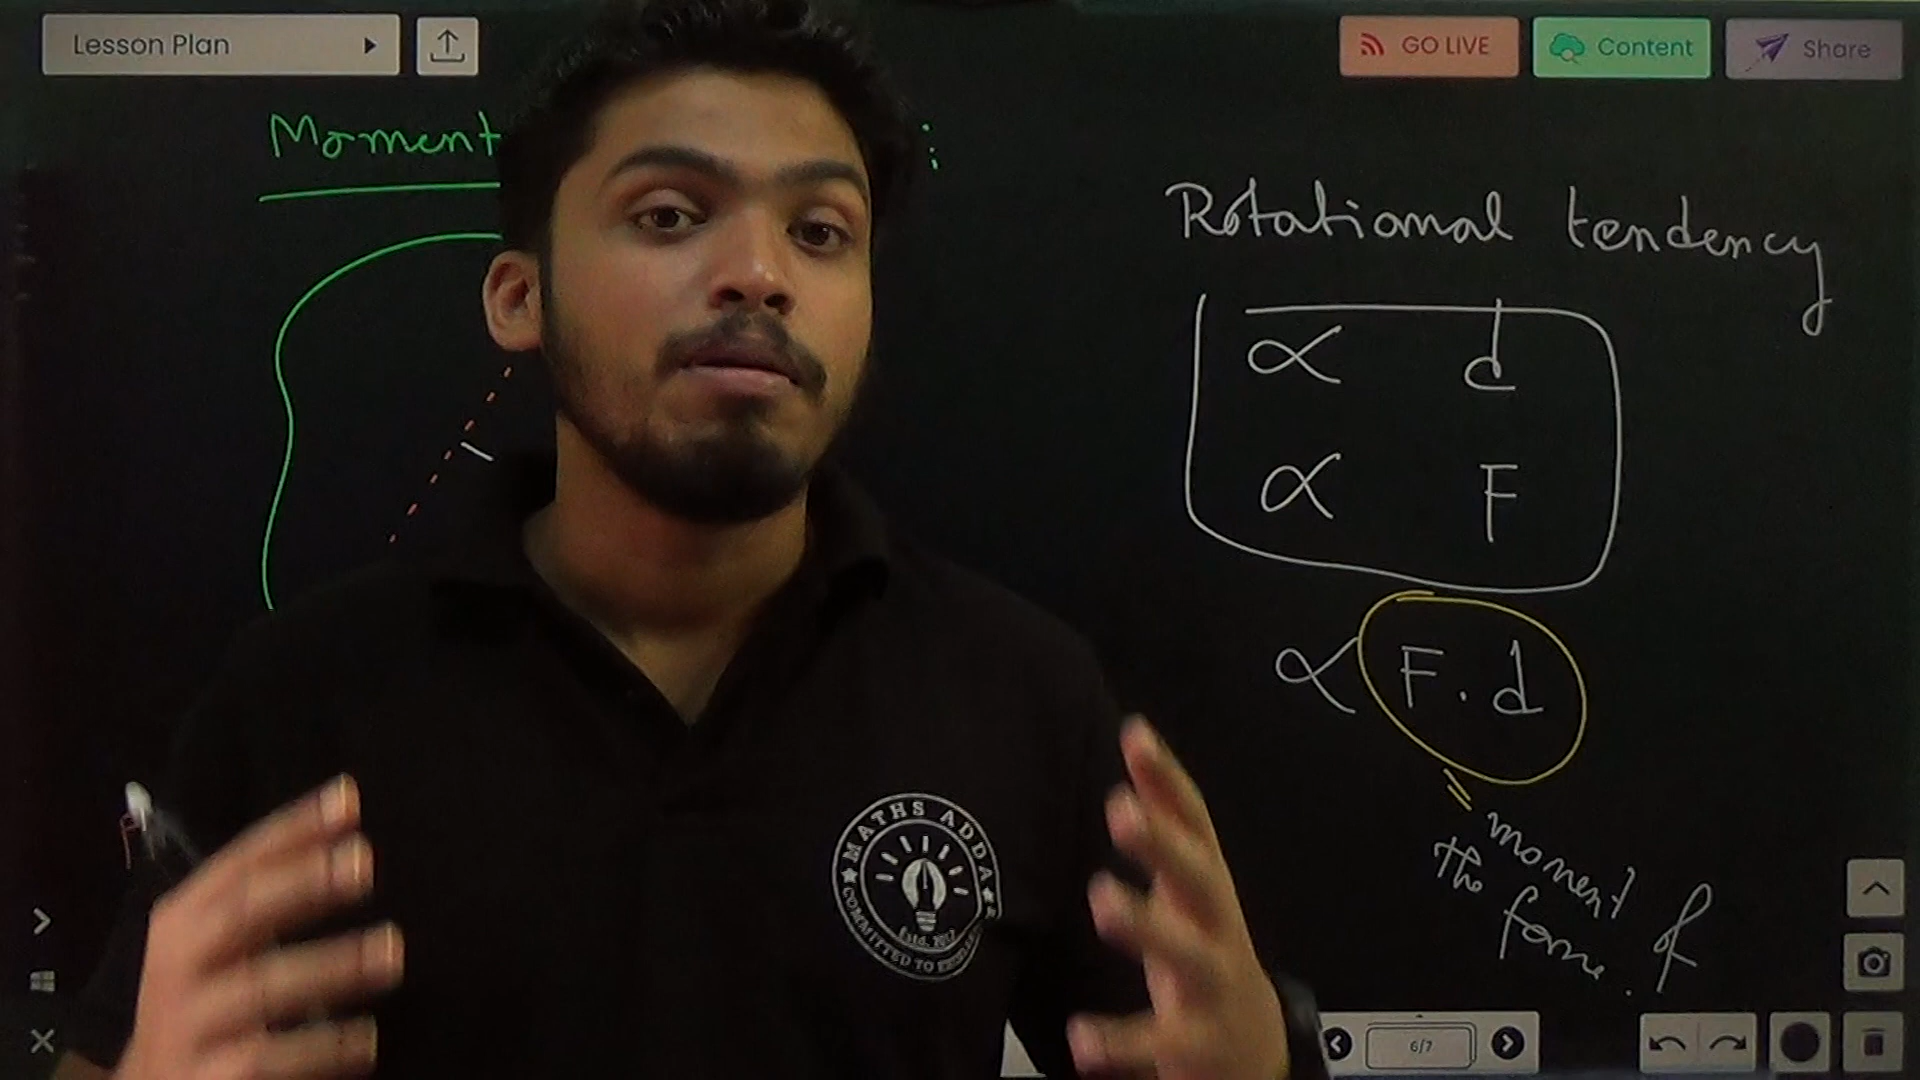 Lesson Plan
GO LIVE
Content
Share
Moment
:
Rotational tendency
∝ d
∝ F
∝ F . d
moment of
the force.
MATHS ADDA
COMMITTED TO
Estd.
6/7